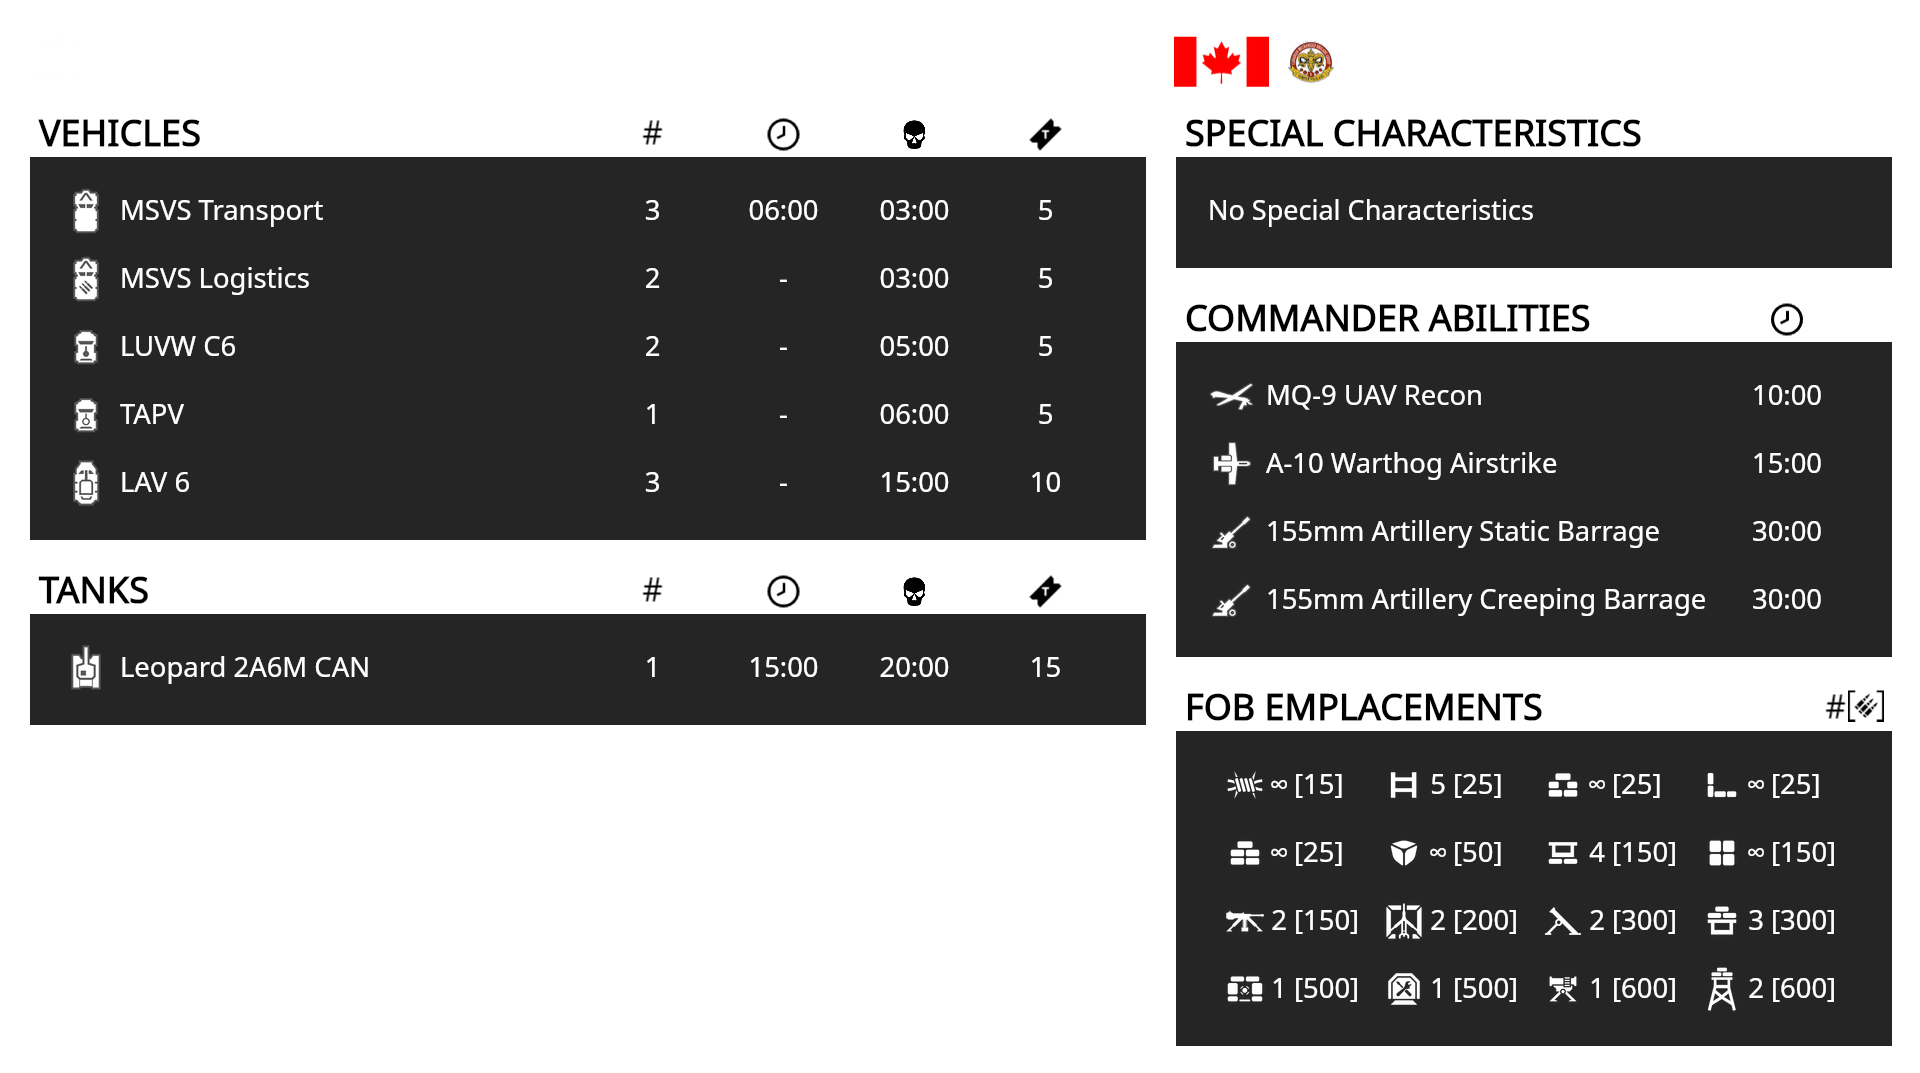 VEHICLES #
MSVS Transport 3 06:00 03:00 5
MSVS Logistics 2 - 03:00 5
LUVW C6 2 - 05:00 5
TAPV 1 - 06:00 5
LAV 6 3 - 15:00 10
TANKS #
Leopard 2A6M CAN 1 15:00 20:00 15
SPECIAL CHARACTERISTICS
No Special Characteristics
COMMANDER ABILITIES
MQ-9 UAV Recon 10:00
A-10 Warthog Airstrike 15:00
155mm Artillery Static Barrage 30:00
155mm Artillery Creeping Barrage 30:00
FOB EMPLACEMENTS #[ ]
∞ [15] 5 [25] ∞ [25] ∞ [25]
∞ [25] ∞ [50] 4 [150] ∞ [150]
2 [150] 2 [200] 2 [300] 3 [300]
1 [500] 1 [500] 1 [600] 2 [600]